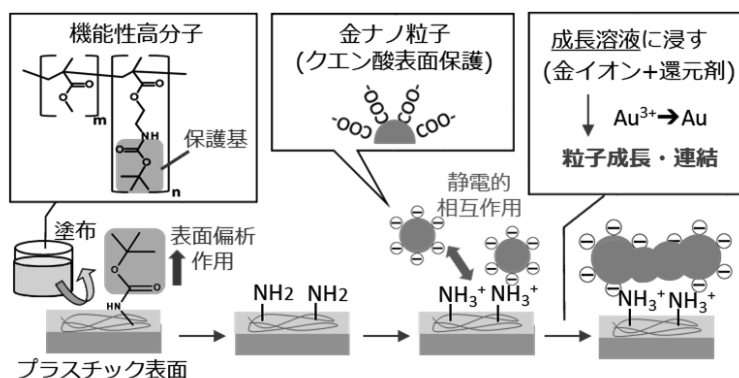 機能性高分子
m
NH
保護基
n
金ナノ粒子
(クエン酸表面保護)
COO-
COO-
COO-
COO-
成長溶液に浸す
(金イオン+還元剤)
Au³⁺➔Au
粒子成長・連結
塗布
表面偏析
作用
HN
プラスチック表面
NH2 NH2
静電的
相互作用
NH₃⁺ NH₃⁺
NH₃⁺ NH₃⁺